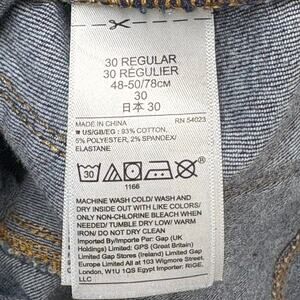 30 REGULAR
30 RÉGULIER
48-50/78CM
30
日本 30
MADE IN CHINA
RN 54023
US/GB/EG: 93% COTTON,
5% POLYESTER, 2% SPANDEX/
ELASTANE
30
1166
MACHINE WASH COLD/ WASH AND
DRY INSIDE OUT WITH LIKE COLORS/
ONLY NON-CHLORINE BLEACH WHEN
NEEDED/ TUMBLE DRY LOW/ WARM
IRON/ DO NOT DRY CLEAN
Imported By/Importe Par: Gap (UK
Holdings) Limited: GPS (Great Britain)
Limited Gap Stores (Ireland) Limited Gap
Europe Limited All at 103 Wigmore Street.
London, W1U 1QS Egypt Importer: RIGE,
LLC